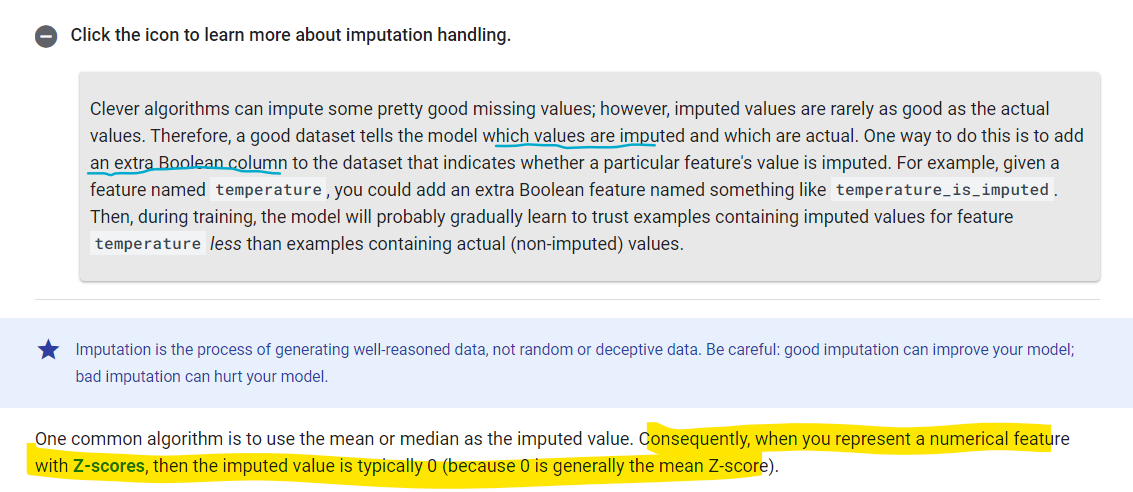 Click the icon to learn more about imputation handling.
Clever algorithms can impute some pretty good missing values; however, imputed values are rarely as good as the actual
values. Therefore, a good dataset tells the model which values are imputed and which are actual. One way to do this is to add
an extra Boolean column to the dataset that indicates whether a particular feature's value is imputed. For example, given a
feature named temperature, you could add an extra Boolean feature named something like temperature_is_imputed.
Then, during training, the model will probably gradually learn to trust examples containing imputed values for feature
temperature less than examples containing actual (non-imputed) values.
Imputation is the process of generating well-reasoned data, not random or deceptive data. Be careful: good imputation can improve your model;
bad imputation can hurt your model.
One common algorithm is to use the mean or median as the imputed value. Consequently, when you represent a numerical feature
with Z-scores, then the imputed value is typically 0 (because 0 is generally the mean Z-score).